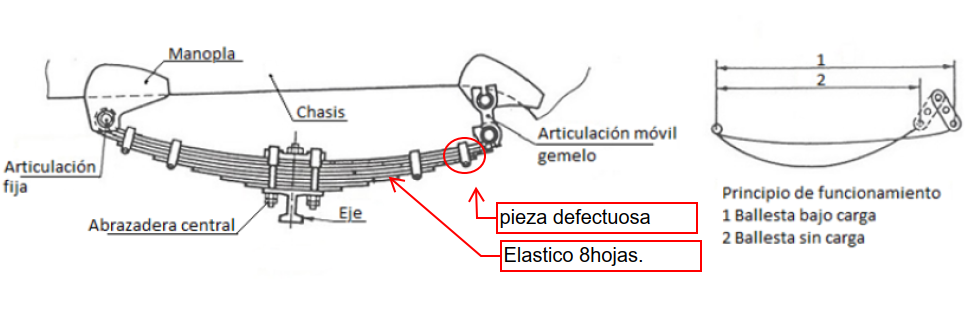 Manopla
Chasis
Articulación
fija
Abrazadera central
Eje
Articulación móvil
gemelo
pieza defectuosa
Elastico 8hojas.
1
2
Principio de funcionamiento
1 Ballesta bajo carga
2 Ballesta sin carga